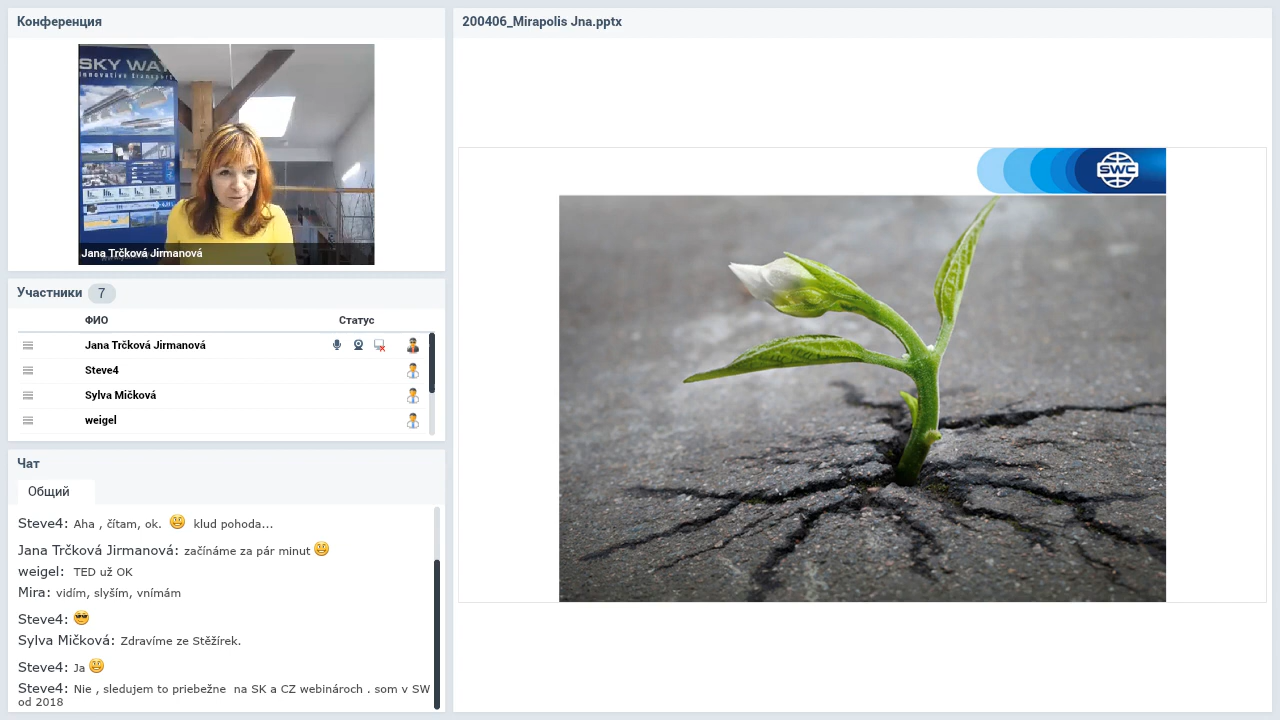 Конференция
SKY WA
Innovative Transport
Jana Trčková Jirmanová
Участники 7
ФИО Статус
Jana Trčková Jirmanová
Steve4
Sylva Mičková
weigel
Чат
Общий
Steve4: Aha , čítam, ok. klud pohoda...
Jana Trčková Jirmanová: začínáme za pár minut
weigel: TED už OK
Mira: vidím, slyším, vnímám
Steve4:
Sylva Mičková: Zdravíme ze Stěžírek.
Steve4: Ja
Steve4: Nie , sledujem to priebežne na SK a CZ webinároch . som v SW
od 2018
200406_Mirapolis Jna.pptx
SWC